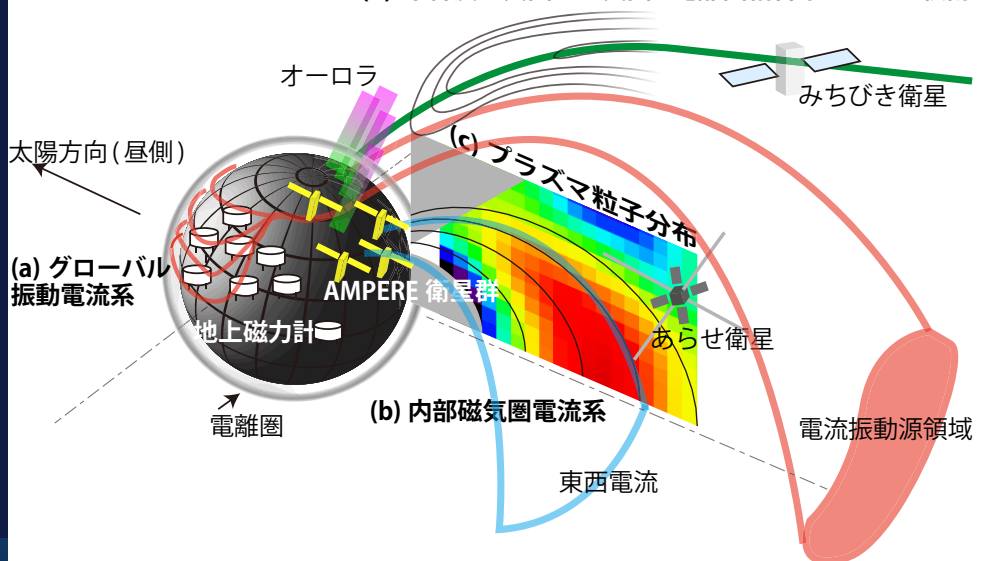 オーロラ
みちびき衛星
太陽方向 ( 昼側 )
(c) プラズマ粒子分布
(a) グローバル
振動電流系
AMPERE 衛星群
地上磁力計
あらせ衛星
(b) 内部磁気圏電流系
電離圏
電流振動源領域
東西電流